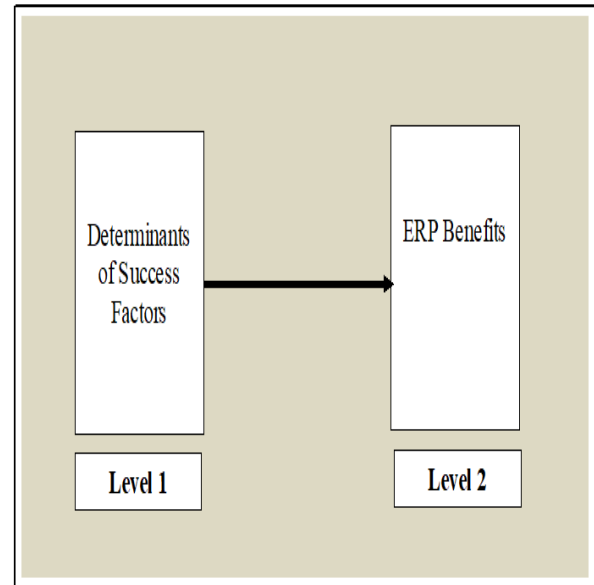 Determinants
of Success
Factors
ERP Benefits
Level 1
Level 2